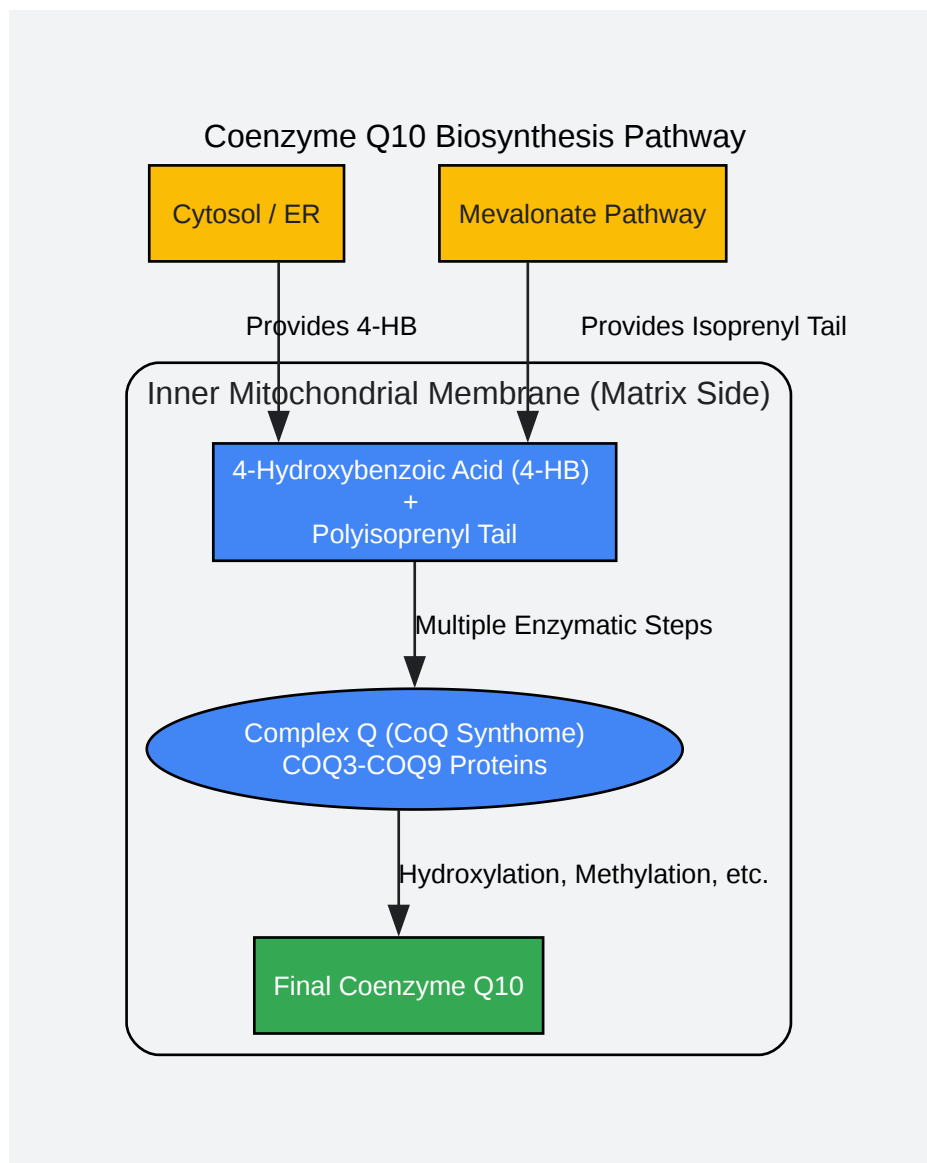 Coenzyme Q10 Biosynthesis Pathway
Cytosol / ER
Mevalonate Pathway
Provides 4-HB
Provides Isoprenyl Tail
Inner Mitochondrial Membrane (Matrix Side)
4-Hydroxybenzoic Acid (4-HB)
+
Polyisoprenyl Tail
Multiple Enzymatic Steps
Complex Q (CoQ Synthome)
COQ3-COQ9 Proteins
Hydroxylation, Methylation, etc.
Final Coenzyme Q10